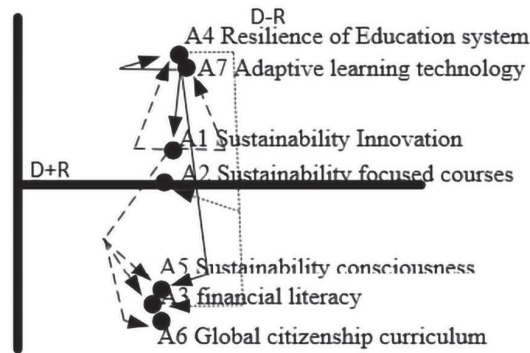 D-R
A4 Resilience of Education system
A7 Adaptive learning technology
A1 Sustainability Innovation
D+R
A2 Sustainability focused courses
A5 Sustainability consciousness
A3 financial literacy
A6 Global citizenship curriculum